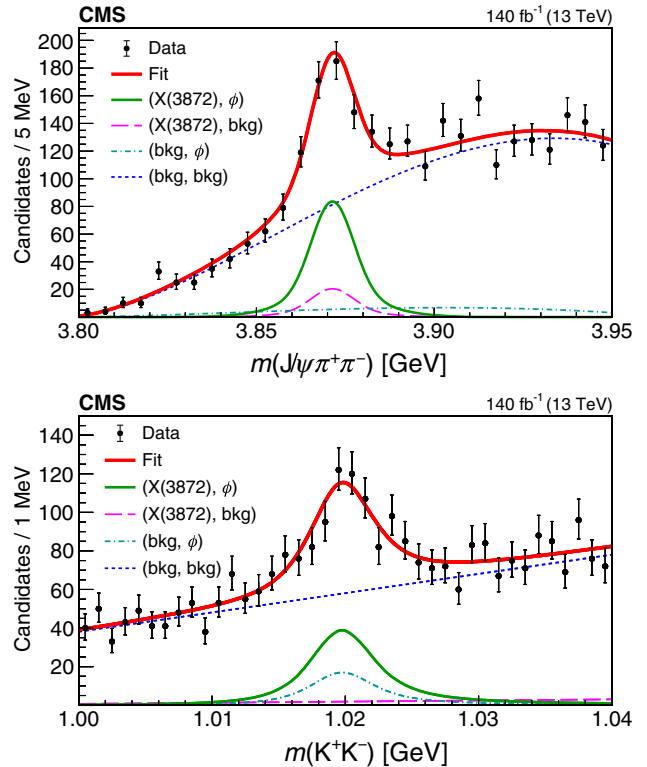 CMS 140 fb⁻¹ (13 TeV)
200
180
160
140
120
100
80
60
40
20
Candidates / 5 MeV
Data
Fit
(X(3872), ϕ)
(X(3872), bkg)
(bkg, ϕ)
(bkg, bkg)
3.80 3.85 3.90 3.95
m(J/ψπ⁺π⁻) [GeV]
CMS 140 fb⁻¹ (13 TeV)
140
120
100
80
60
40
20
Candidates / 1 MeV
Data
Fit
(X(3872), ϕ)
(X(3872), bkg)
(bkg, ϕ)
(bkg, bkg)
1.00 1.01 1.02 1.03 1.04
m(K⁺K⁻) [GeV]